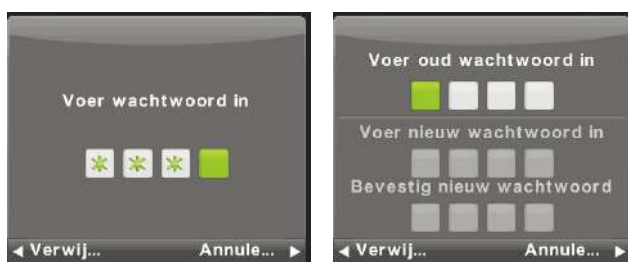 Voer wachtwoord in
Verwij... Annule...
Voer oud wachtwoord in
Voer nieuw wachtwoord in
Bevestig nieuw wachtwoord
Verwij... Annule...